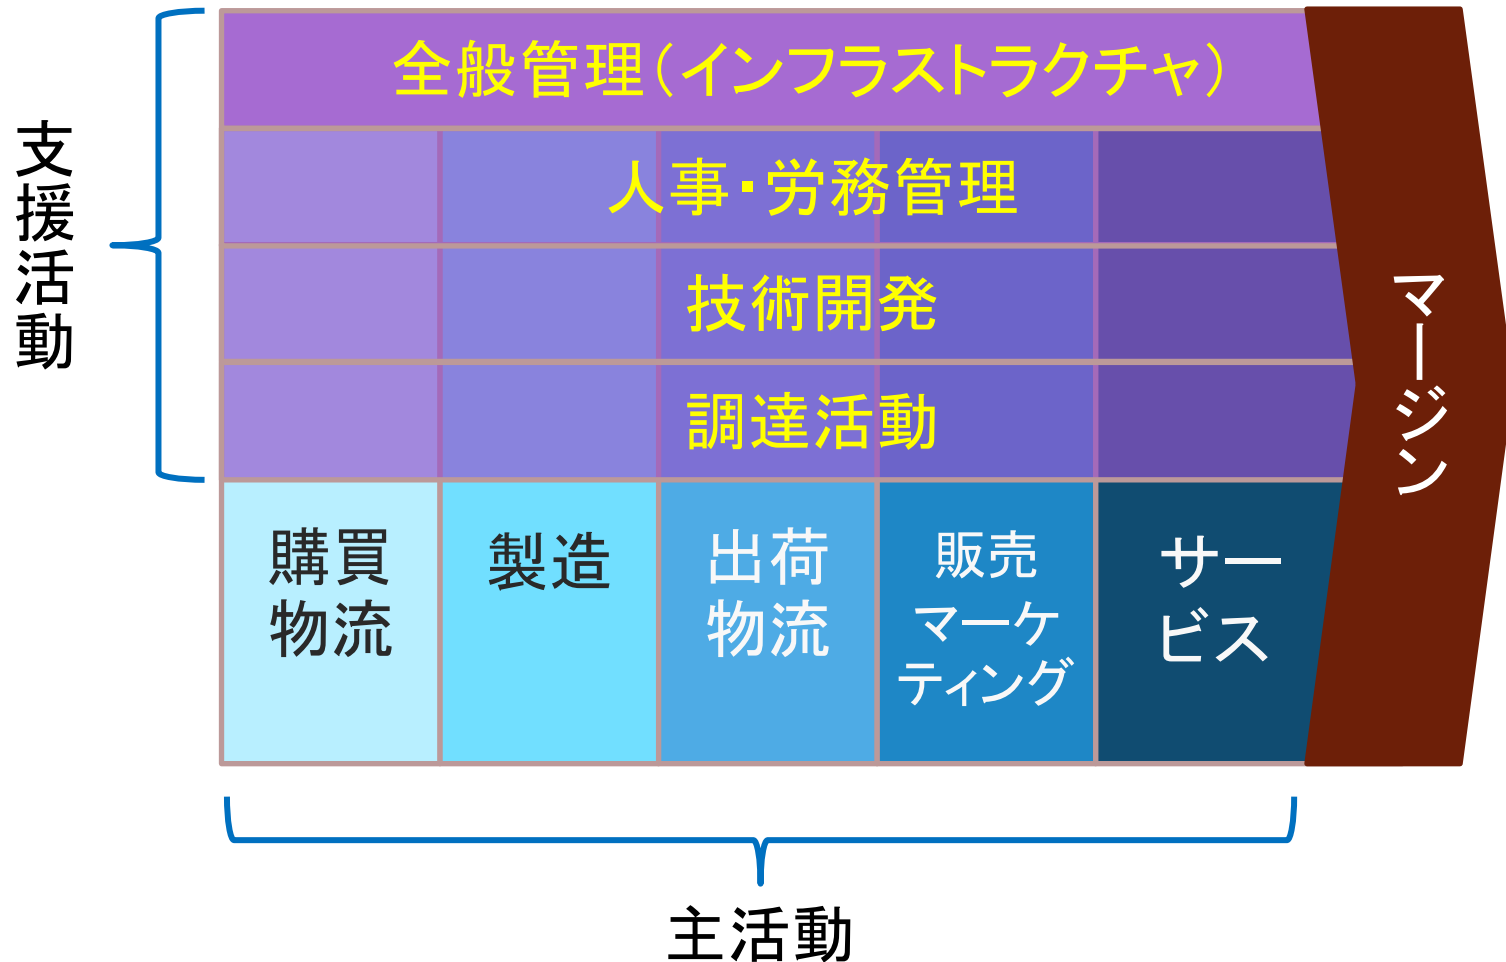 支援活動
全般管理（インフラストラクチャ）
人事・労務管理
技術開発
調達活動
マージン
購買
物流
製造
出荷
物流
販売
マーケ
ティング
サー
ビス
主活動